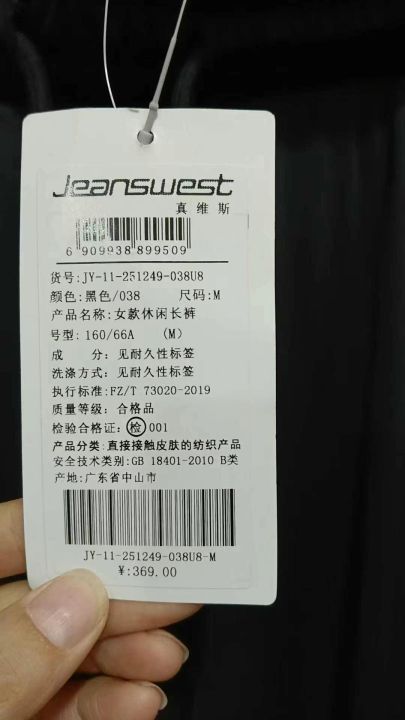 Jeanswest
真维斯
6 909938 899509
货号:JY-11-251249-038U8
颜色:黑色/038 尺码:M
产品名称:女款休闲长裤
号型:160/66A (M)
成 分:见耐久性标签
洗涤方式:见耐久性标签
执行标准:FZ/T 73020-2019
质量等级:合格品
检验合格证:检001
产品分类:直接接触皮肤的纺织产品
安全技术类别:GB 18401-2010 B类
产地:广东省中山市
JY-11-251249-038U8-M
¥:369.00